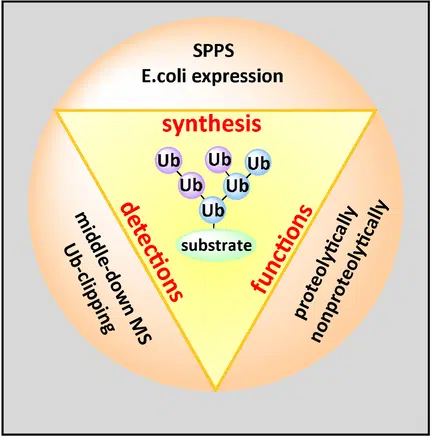 SPPS
E.coli expression
synthesis
Ub Ub Ub
Ub Ub
Ub
substrate
detections
functions
middle-down MS
Ub-clipping
proteolytically
nonproteolytically